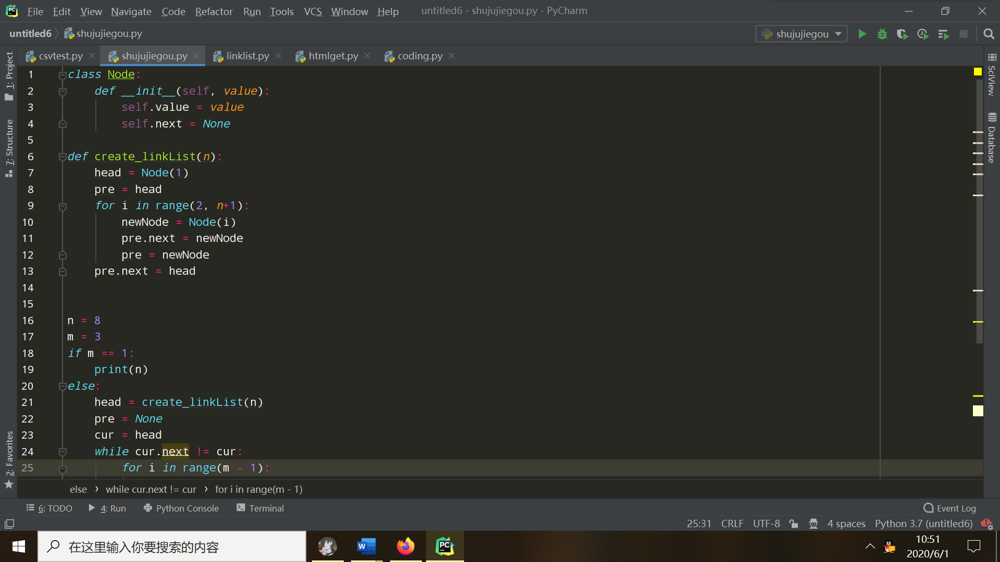 File Edit View Navigate Code Refactor Run Tools VCS Window Help untitled6 - shujujiegou.py - PyCharm
untitled6 shujujiegou.py shujujiegou
csvtest.py shujujiegou.py linklist.py htmlget.py coding.py
1: Project
7: Structure
2: Favorites
1 class Node:
2 def __init__(self, value):
3 self.value = value
4 self.next = None
5
6 def create_linkList(n):
7 head = Node(1)
8 pre = head
9 for i in range(2, n+1):
10 newNode = Node(i)
11 pre.next = newNode
12 pre = newNode
13 pre.next = head
14
15
16 n = 8
17 m = 3
18 if m == 1:
19 print(n)
20 else:
21 head = create_linkList(n)
22 pre = None
23 cur = head
24 while cur.next != cur:
25 for i in range(m - 1):
SciView
Database
else › while cur.next != cur › for i in range(m - 1)
6: TODO 4: Run Python Console Terminal Event Log
25:31 CRLF UTF-8 4 spaces Python 3.7 (untitled6)
在这里输入你要搜索的内容
10:51
2020/6/1